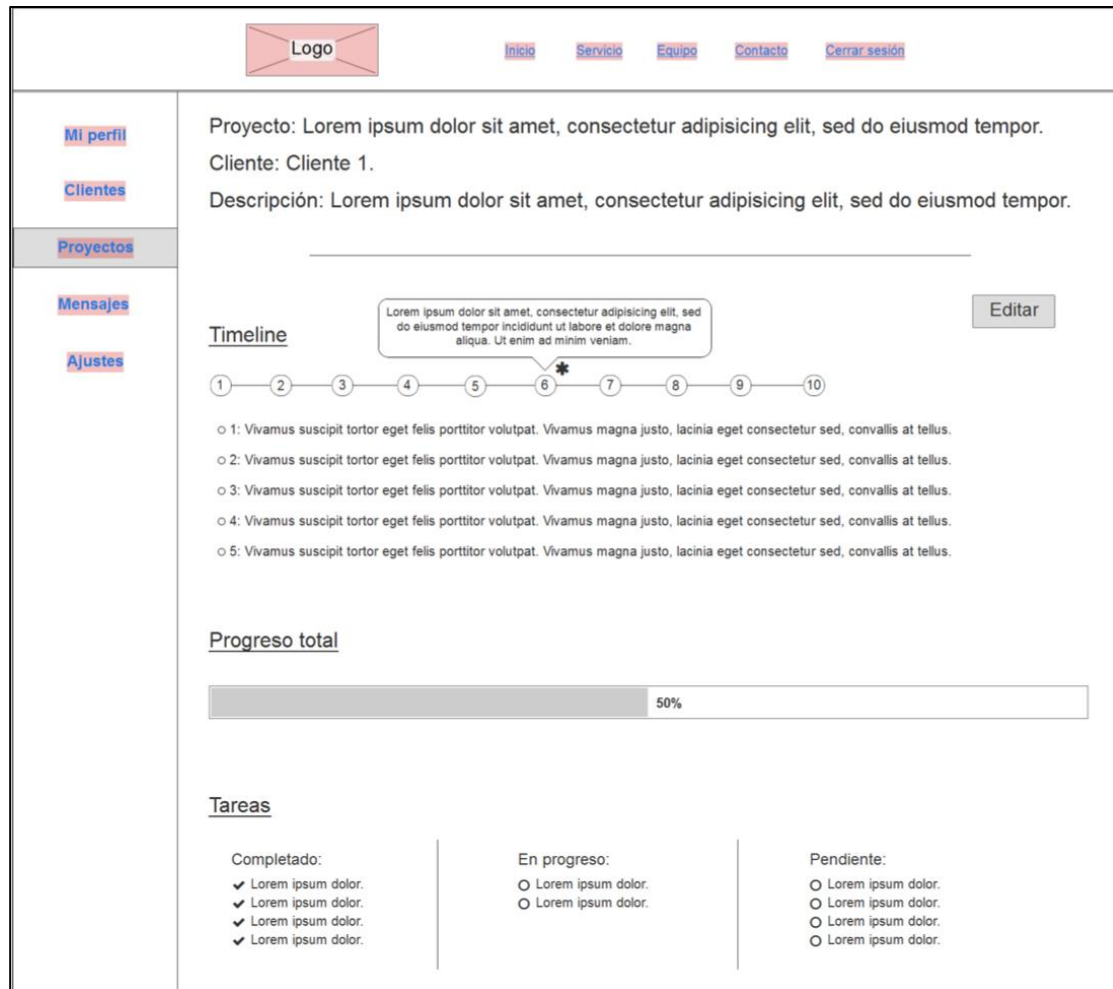 Logo
Inicio
Servicio
Equipo
Contacto
Cerrar sesión
Mi perfil
Clientes
Proyectos
Mensajes
Ajustes
Proyecto: Lorem ipsum dolor sit amet, consectetur adipisicing elit, sed do eiusmod tempor.
Cliente: Cliente 1.
Descripción: Lorem ipsum dolor sit amet, consectetur adipisicing elit, sed do eiusmod tempor.
Editar
Timeline
Lorem ipsum dolor sit amet, consectetur adipisicing elit, sed
do eiusmod tempor incididunt ut labore et dolore magna
aliqua. Ut enim ad minim veniam.
1 2 3 4 5 6 7 8 9 10
1: Vivamus suscipit tortor eget felis porttitor volutpat. Vivamus magna justo, lacinia eget consectetur sed, convallis at tellus.
2: Vivamus suscipit tortor eget felis porttitor volutpat. Vivamus magna justo, lacinia eget consectetur sed, convallis at tellus.
3: Vivamus suscipit tortor eget felis porttitor volutpat. Vivamus magna justo, lacinia eget consectetur sed, convallis at tellus.
4: Vivamus suscipit tortor eget felis porttitor volutpat. Vivamus magna justo, lacinia eget consectetur sed, convallis at tellus.
5: Vivamus suscipit tortor eget felis porttitor volutpat. Vivamus magna justo, lacinia eget consectetur sed, convallis at tellus.
Progreso total
50%
Tareas
Completado:
Lorem ipsum dolor.
Lorem ipsum dolor.
Lorem ipsum dolor.
Lorem ipsum dolor.
En progreso:
Lorem ipsum dolor.
Lorem ipsum dolor.
Pendiente:
Lorem ipsum dolor.
Lorem ipsum dolor.
Lorem ipsum dolor.
Lorem ipsum dolor.